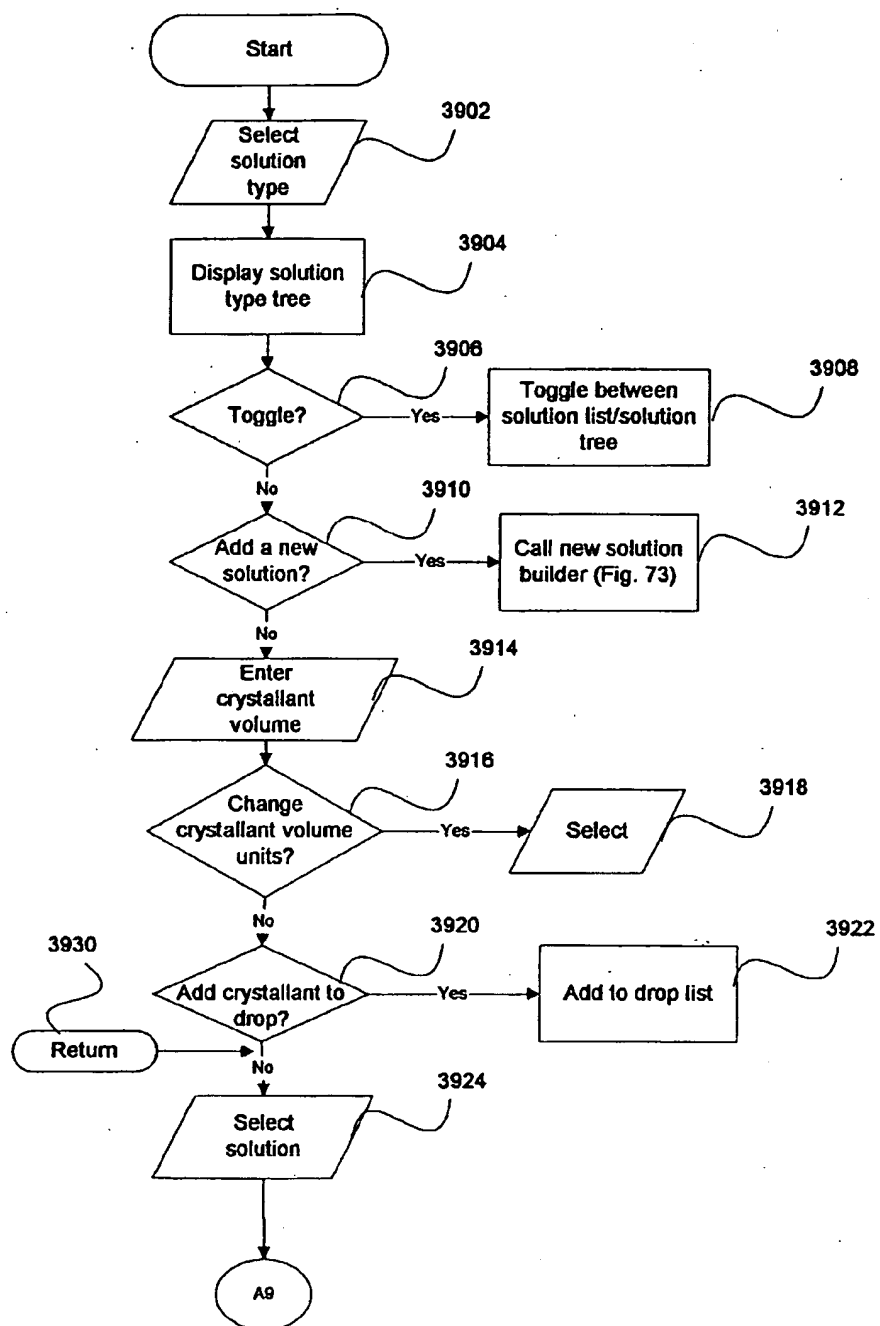 Start
3902
Select
solution
type
3904
Display solution
type tree
3906
Toggle?
Yes
Toggle between
solution list/solution
tree
3908
No
3910
Add a new
solution?
Yes
Call new solution
builder (Fig. 73)
3912
No
3914
Enter
crystallant
volume
3916
Change
crystallant volume
units?
Yes
Select
3918
No
3920
Add crystallant to
drop?
Yes
Add to drop list
3922
3930
Return
No
3924
Select
solution
A9